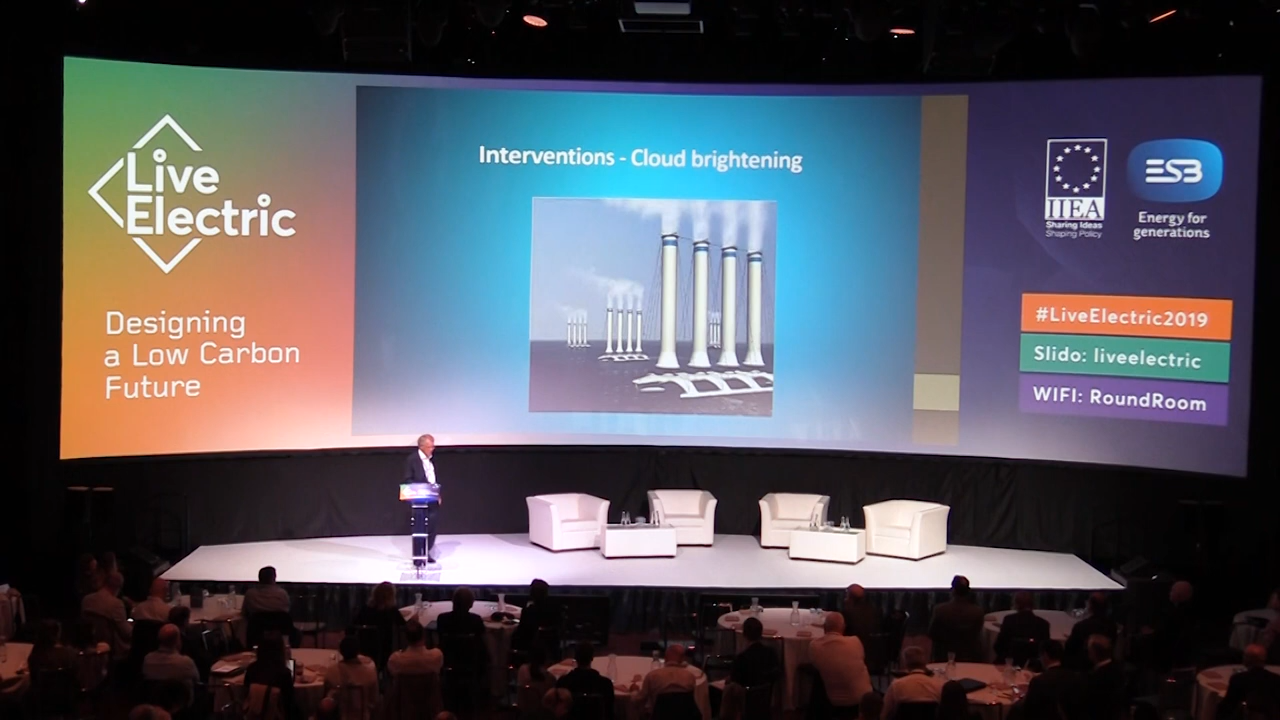 Live
Electric
Designing
a Low Carbon
Future
Interventions - Cloud brightening
IIEA
Sharing Ideas
Shaping Policy
ESB
Energy for
generations
#LiveElectric2019
Slido: liveelectric
WIFI: RoundRoom